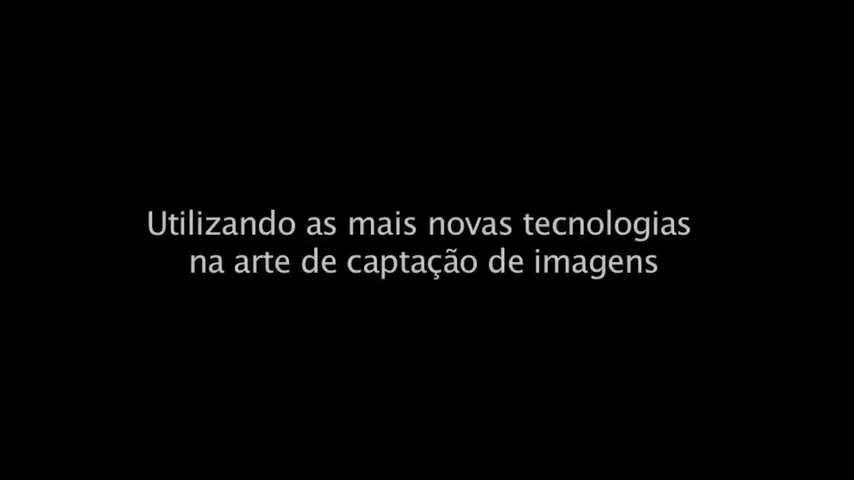 Utilizando as mais novas tecnologias
na arte de captação de imagens